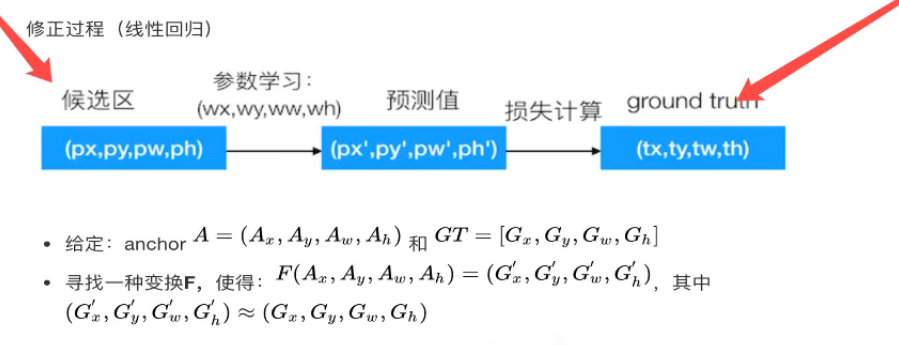 修正过程（线性回归）
候选区
参数学习:
(wx,wy,ww,wh)
预测值
损失计算
ground truth
(px,py,pw,ph)
(px',py',pw',ph')
(tx,ty,tw,th)
• 给定：anchor A = (A_x, A_y, A_w, A_h) 和 GT = [G_x, G_y, G_w, G_h]
• 寻找一种变换F，使得：F(A_x, A_y, A_w, A_h) = (G'_x, G'_y, G'_w, G'_h)，其中
(G'_x, G'_y, G'_w, G'_h) ≈ (G_x, G_y, G_w, G_h)